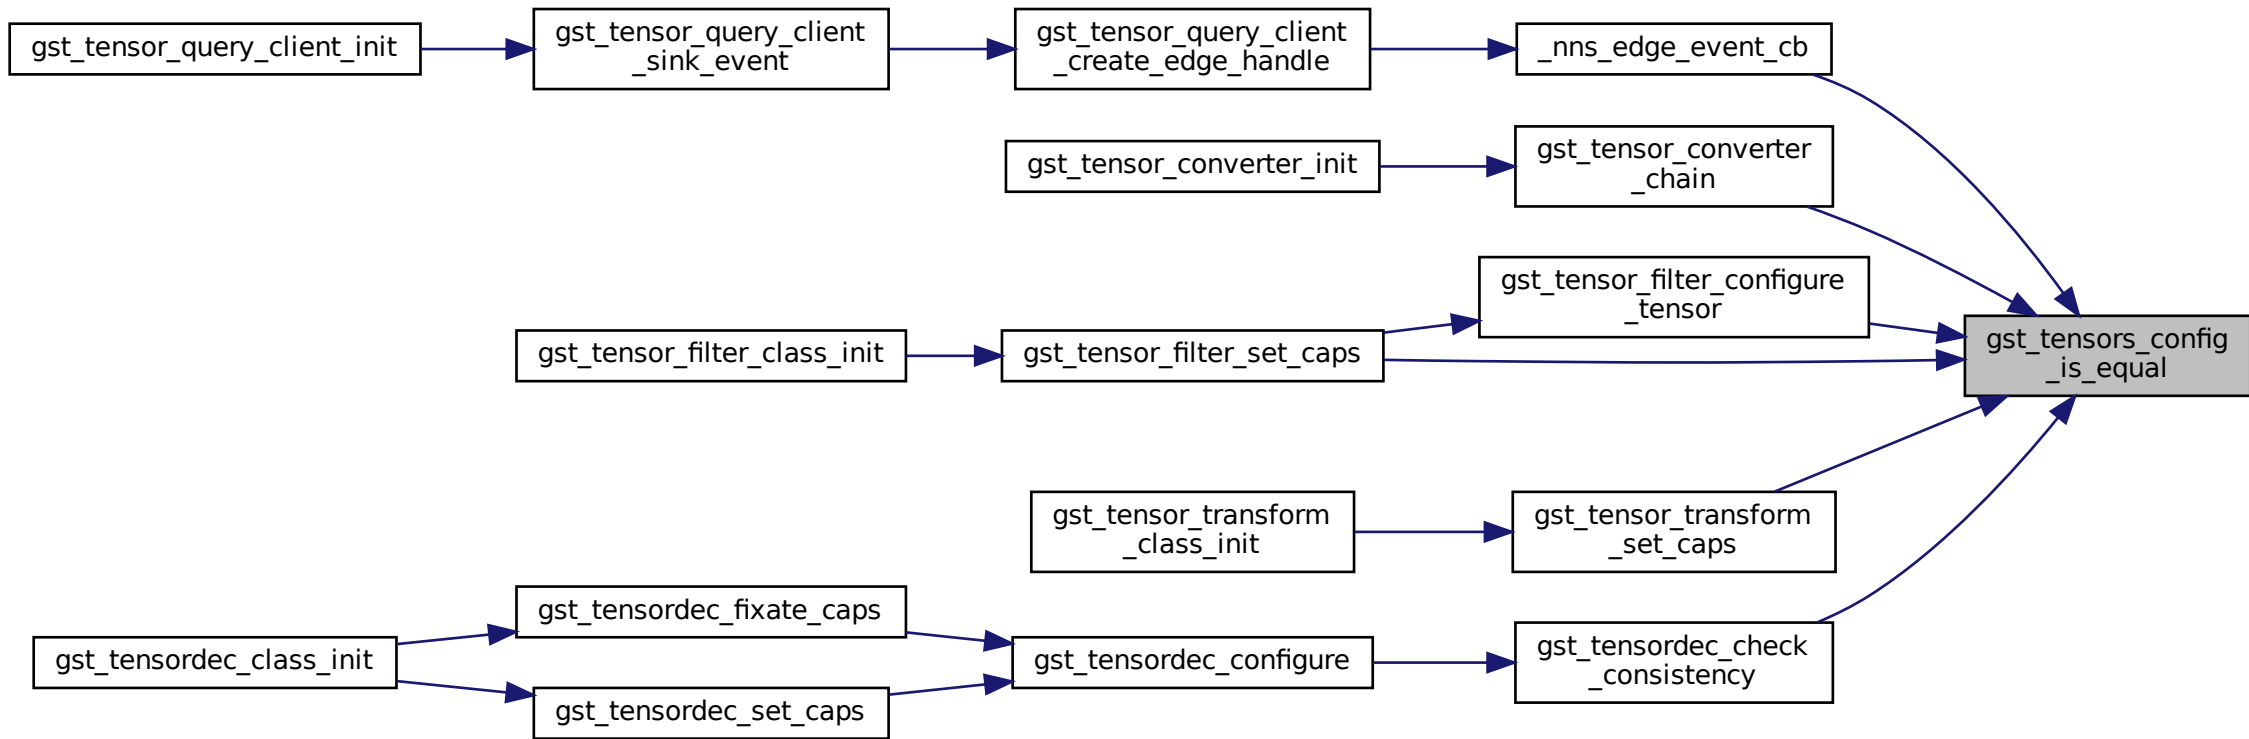 gst_tensor_query_client_init
gst_tensor_query_client
_sink_event
gst_tensor_query_client
_create_edge_handle
_nns_edge_event_cb
gst_tensor_converter_init
gst_tensor_converter
_chain
gst_tensor_filter_configure
_tensor
gst_tensor_filter_class_init
gst_tensor_filter_set_caps
gst_tensors_config
_is_equal
gst_tensor_transform
_class_init
gst_tensor_transform
_set_caps
gst_tensordec_fixate_caps
gst_tensordec_class_init
gst_tensordec_configure
gst_tensordec_check
_consistency
gst_tensordec_set_caps